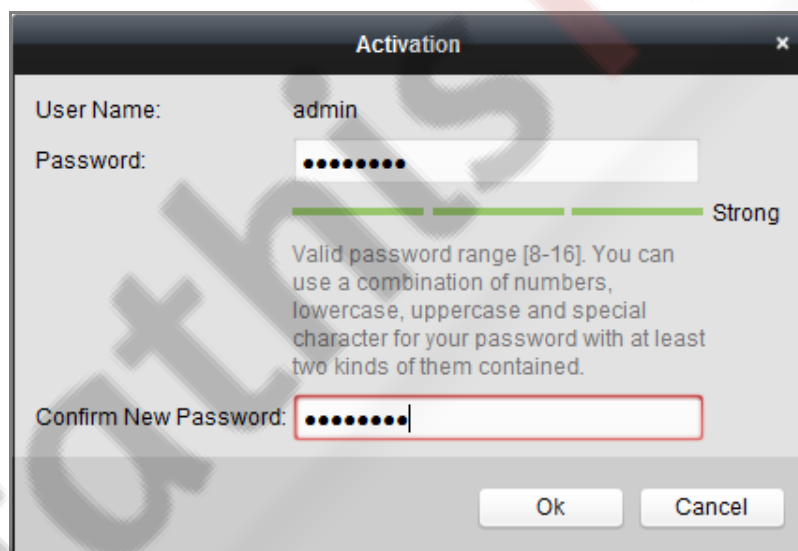 Activation ×
User Name: admin
Password: ●●●●●●●●
Strong
Valid password range [8-16]. You can
use a combination of numbers,
lowercase, uppercase and special
character for your password with at least
two kinds of them contained.
Confirm New Password: ●●●●●●●●
Ok Cancel